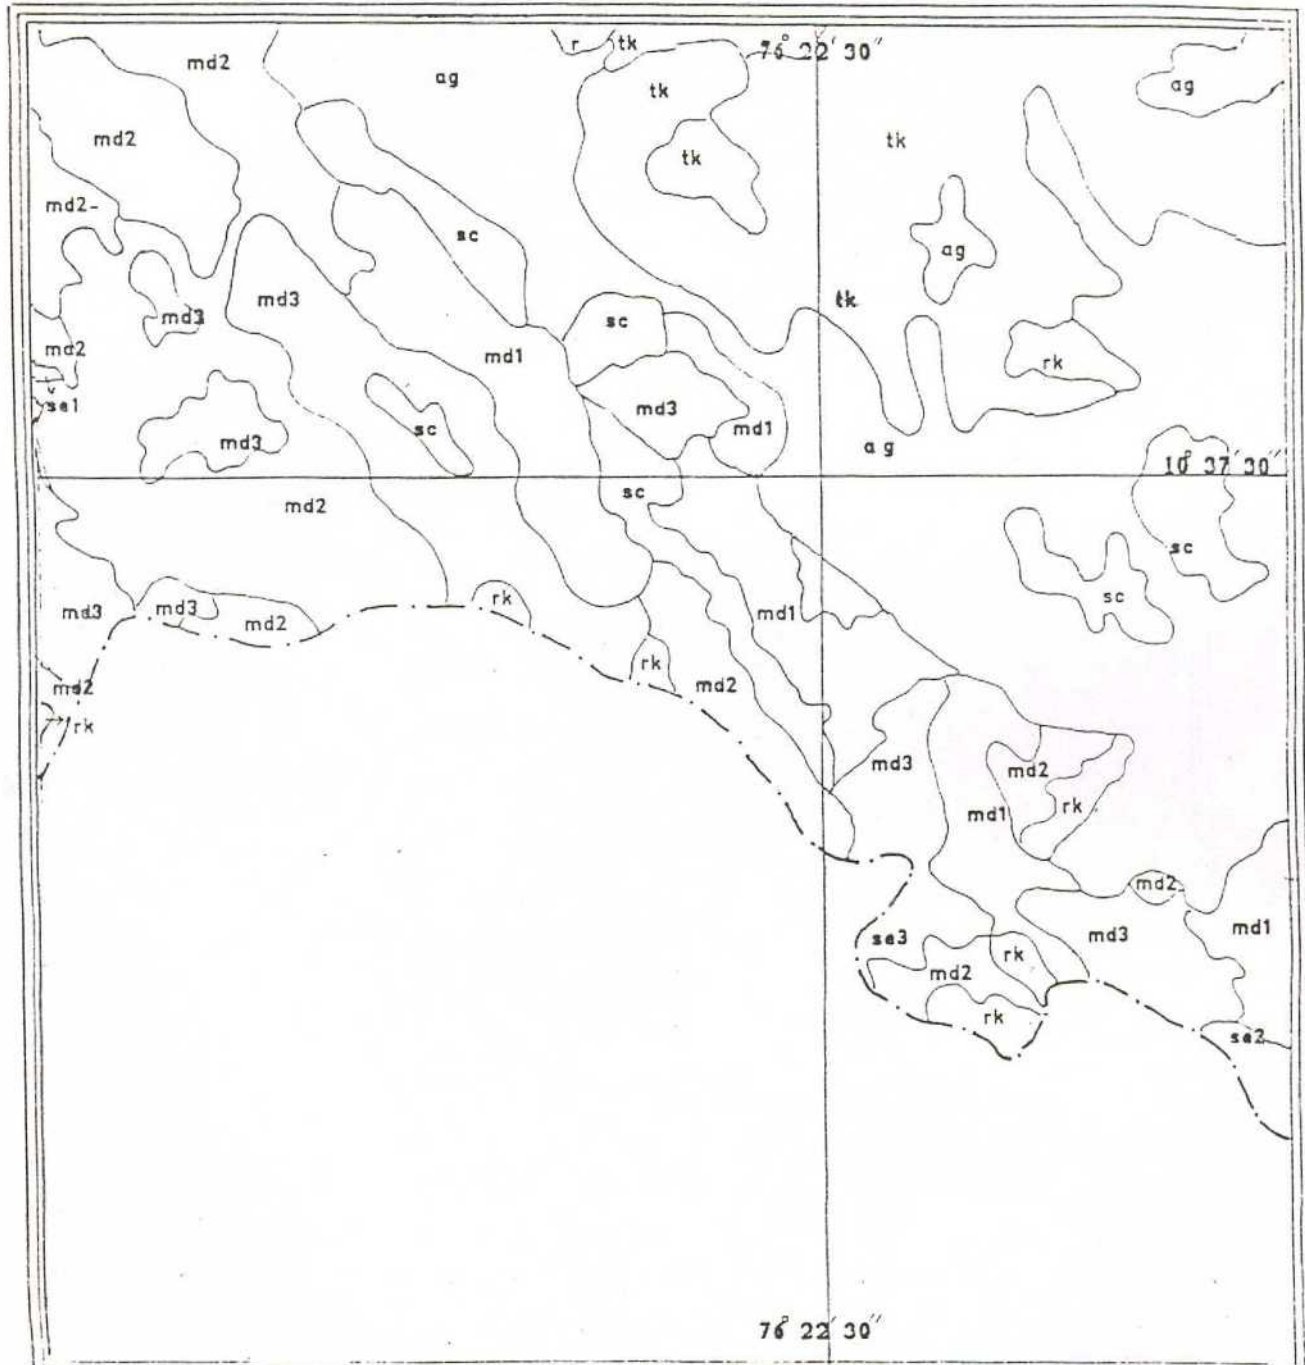 r tk
76° 22' 30"
md2
ag
tk
ag
md2
tk
tk
md2-
sc
ag
md3
md3
tk
sc
md2
md1
rk
se1
md3
sc
md3
md1
ag
10° 37' 30"
md2
sc
sc
sc
md3
md3
md2
rk
md1
rk
md2
md2
rk
md3
md2
md1
rk
md2
md1
se3
md3
rk
md2
rk
se2
76° 22' 30"